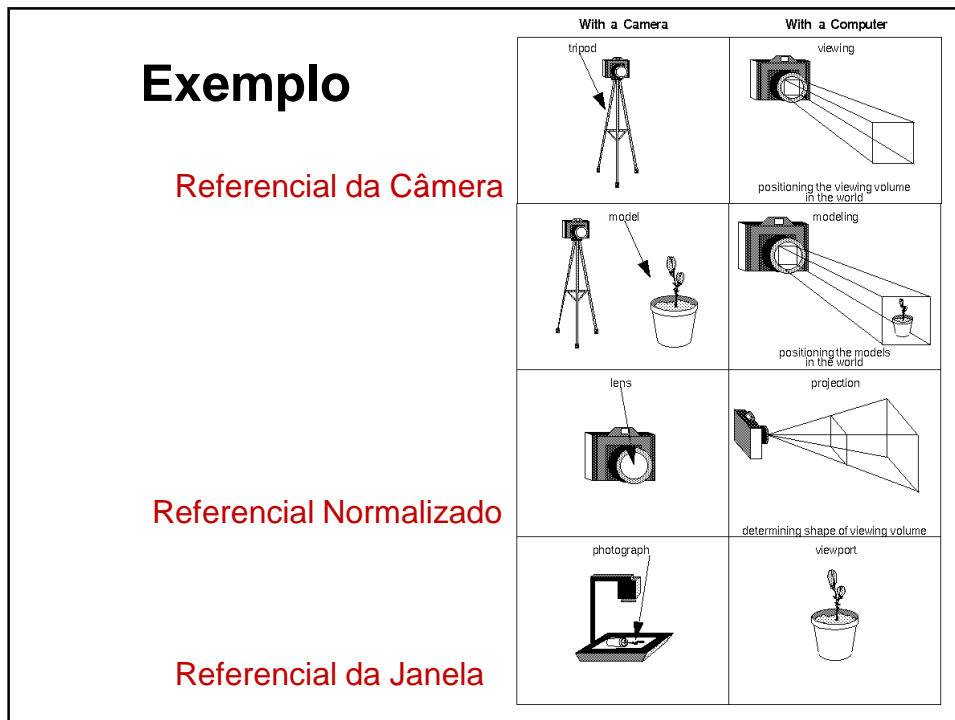 Exemplo
Referencial da Câmera
Referencial Normalizado
Referencial da Janela
With a Camera
With a Computer
tripod
viewing
positioning the viewing volume
in the world
model
modeling
positioning the models
in the world
lens
projection
determining shape of viewing volume
photograph
viewport